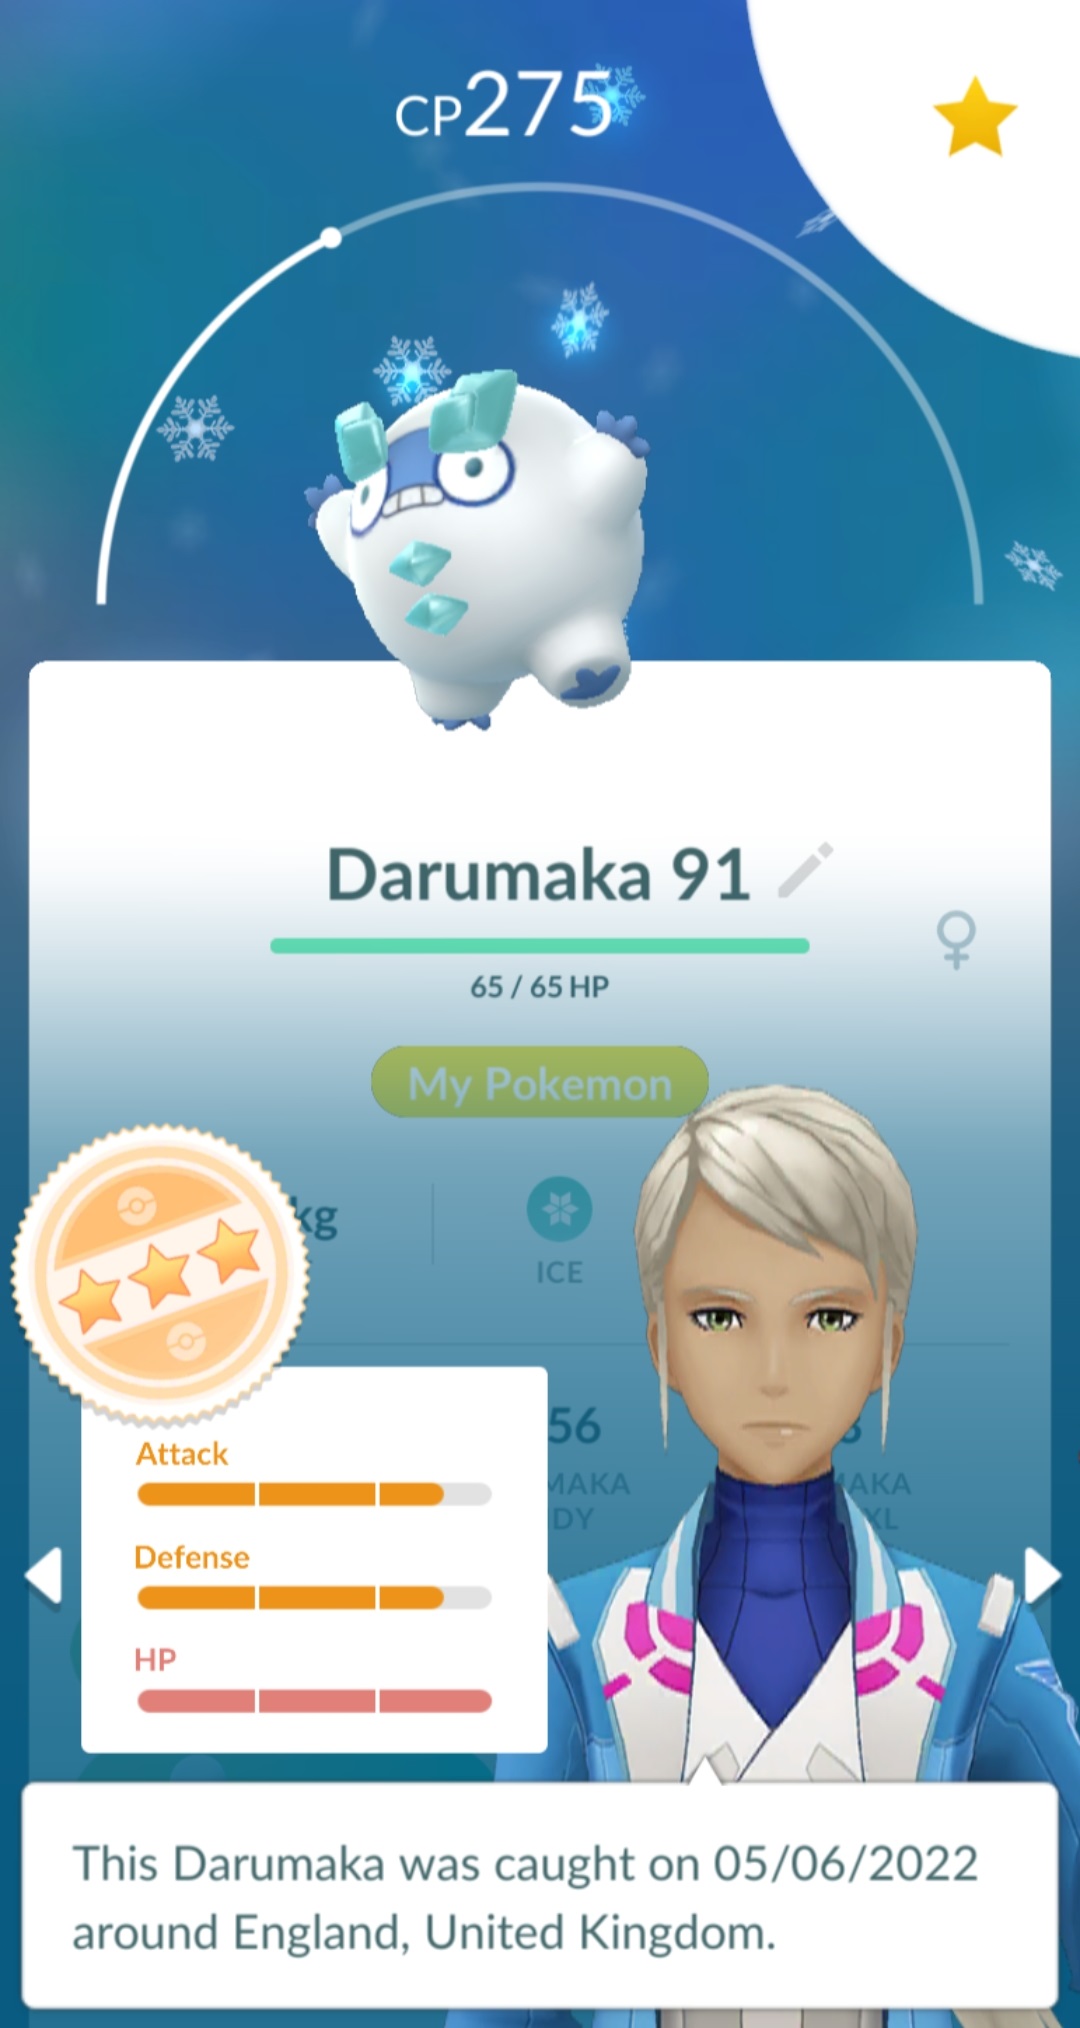 CP275
Darumaka 91
65 / 65 HP
My Pokemon
kg
ICE
56
MAKA
DY
AKA
XL
Attack
Defense
HP
This Darumaka was caught on 05/06/2022
around England, United Kingdom.